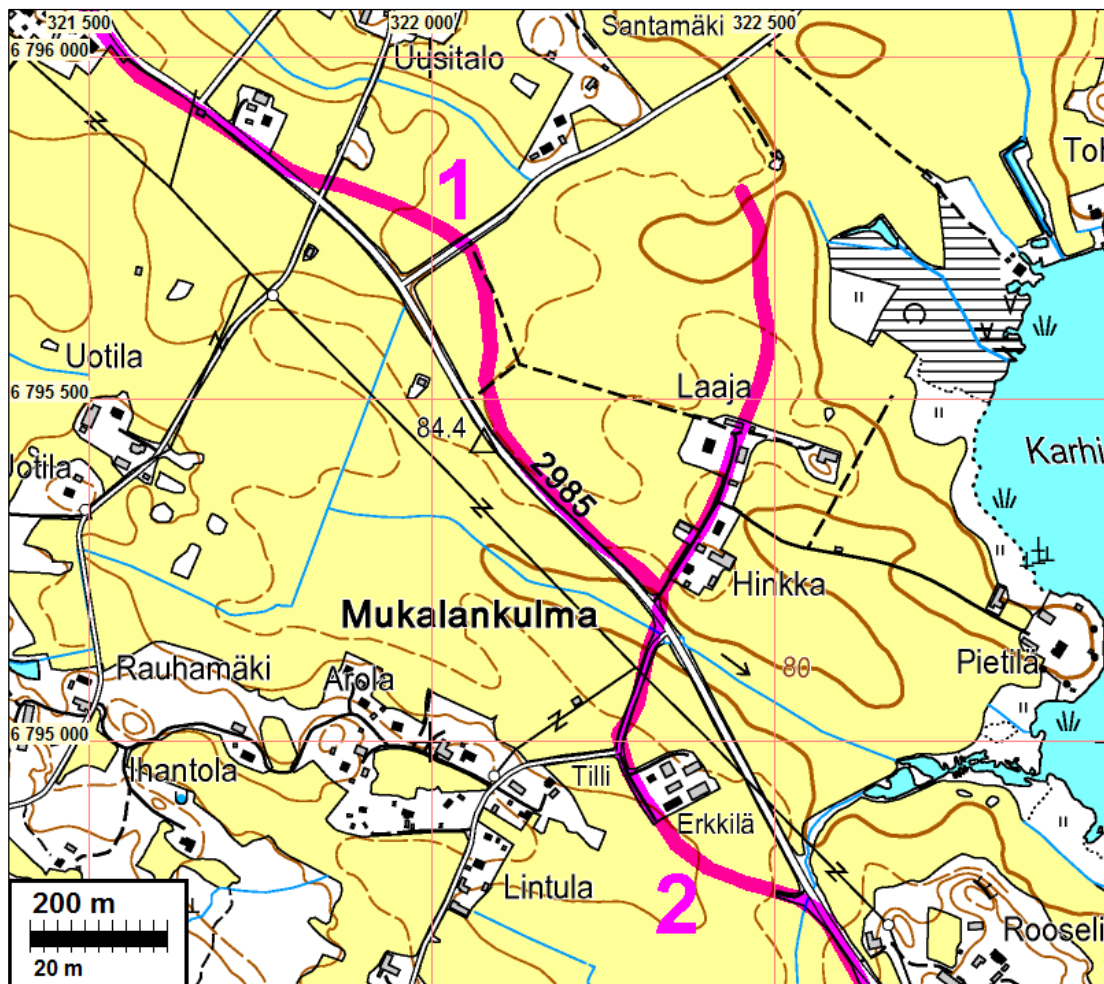 321 500
322 000
Santamäki
322 500
6 796 000
Uusitalo
1
Toh
Uotila
Laaja
6 795 500
84.4
Karhi
Jotila
2985
Hinkka
Mukalankulma
Pietilä
80
Rauhamäki
Arola
6 795 000
Ihantola
Tilli
Erkkilä
Lintula
2
Rooseli
200 m
20 m